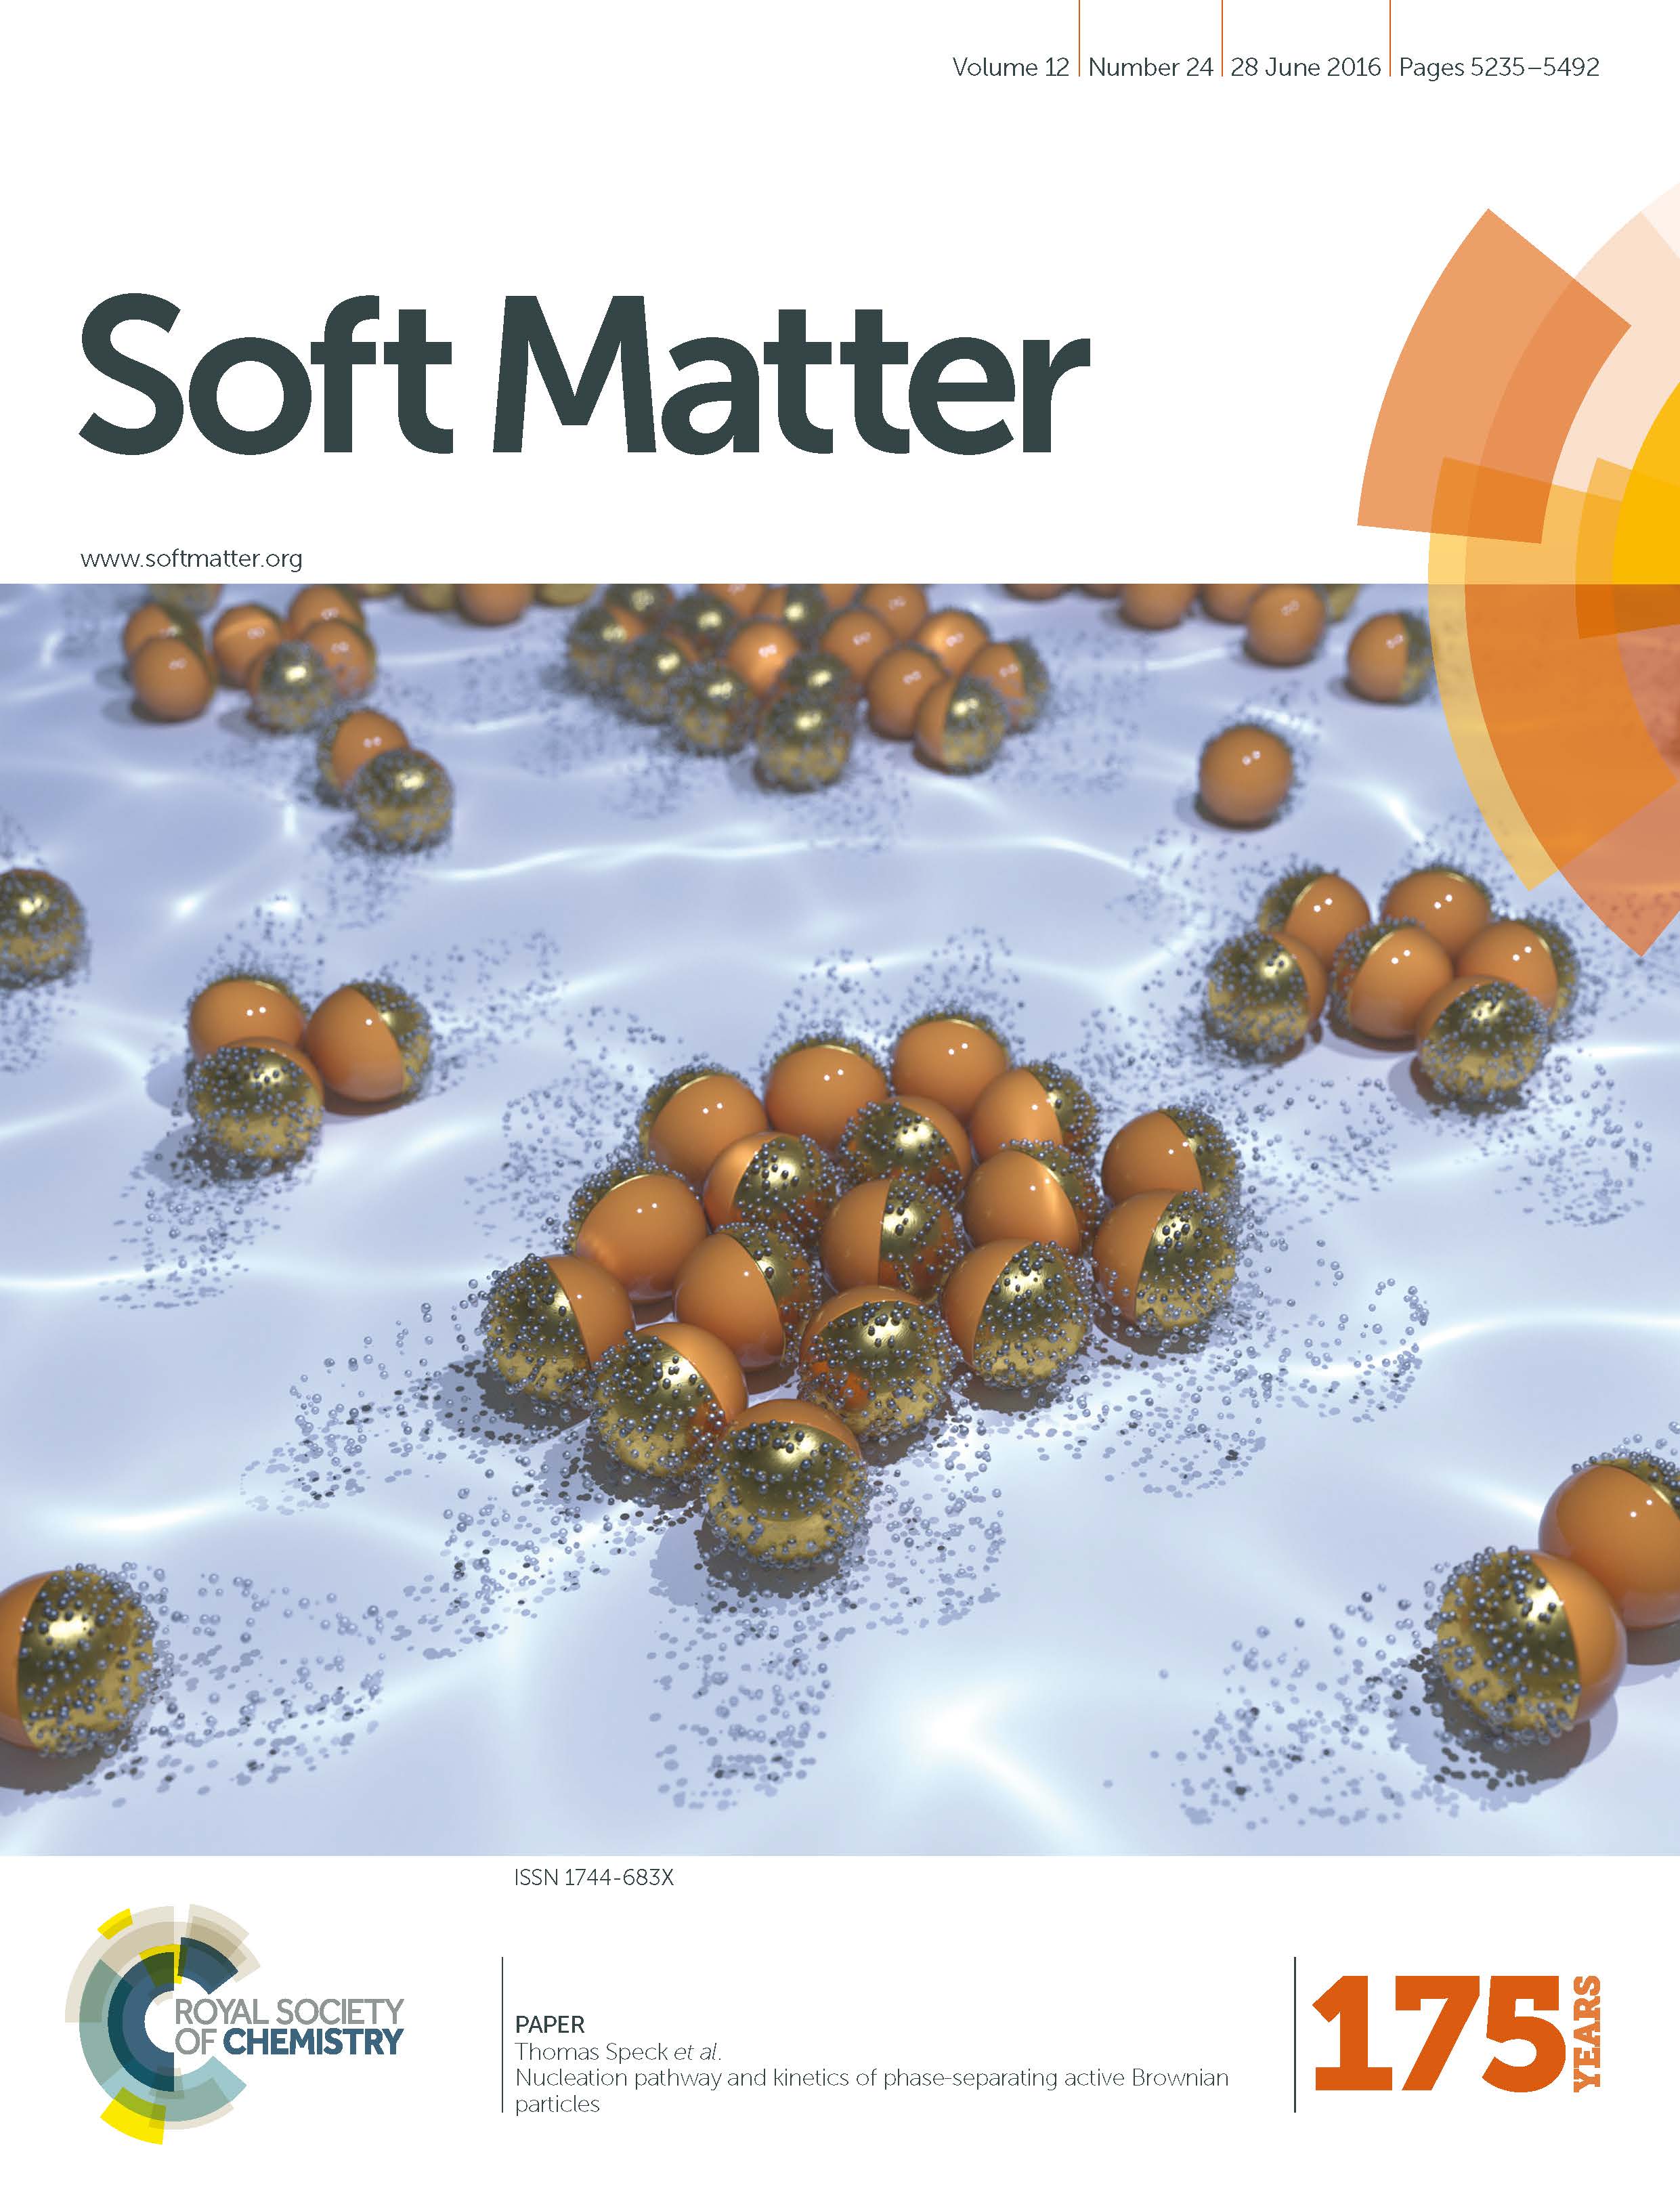 Volume 12 | Number 24 | 28 June 2016 | Pages 5235–5492
Soft Matter
www.softmatter.org
ISSN 1744-683X
ROYAL SOCIETY
OF CHEMISTRY
PAPER
Thomas Speck et al.
Nucleation pathway and kinetics of phase-separating active Brownian
particles
175 YEARS